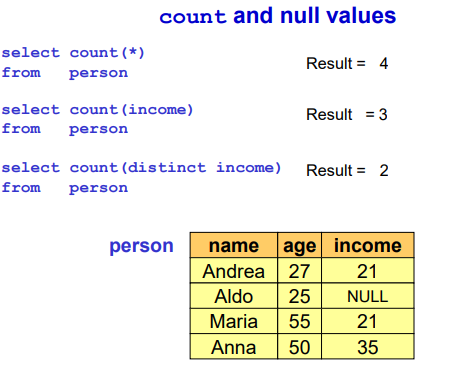 count and null values
select count(*)
from person
Result = 4
select count(income)
from person
Result = 3
select count(distinct income)
from person
Result = 2
person
name age income
Andrea 27 21
Aldo 25 NULL
Maria 55 21
Anna 50 35